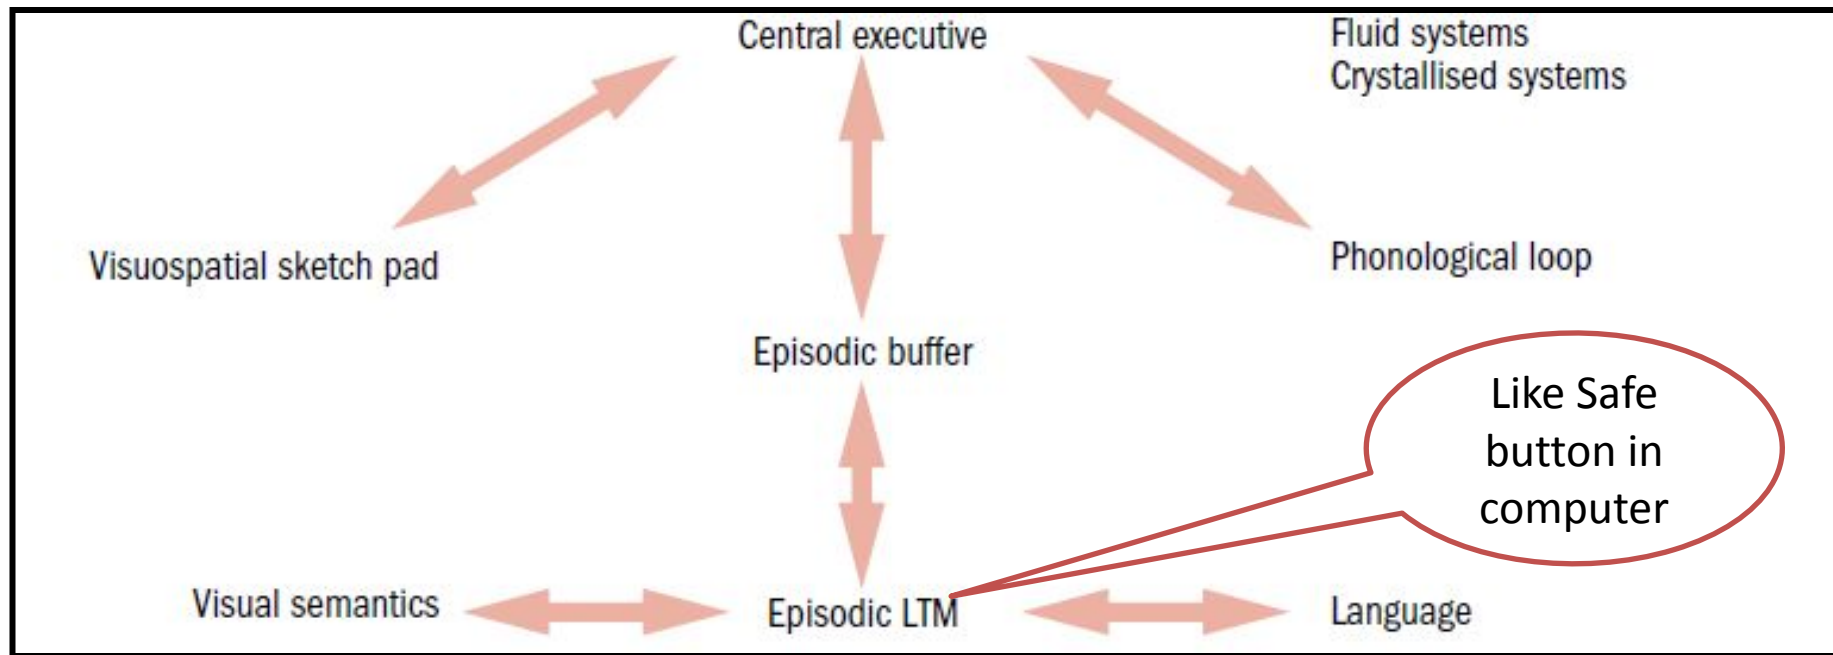 Central executive
Fluid systems
Crystallised systems
Visuospatial sketch pad
Phonological loop
Episodic buffer
Like Safe
button in
computer
Visual semantics
Episodic LTM
Language